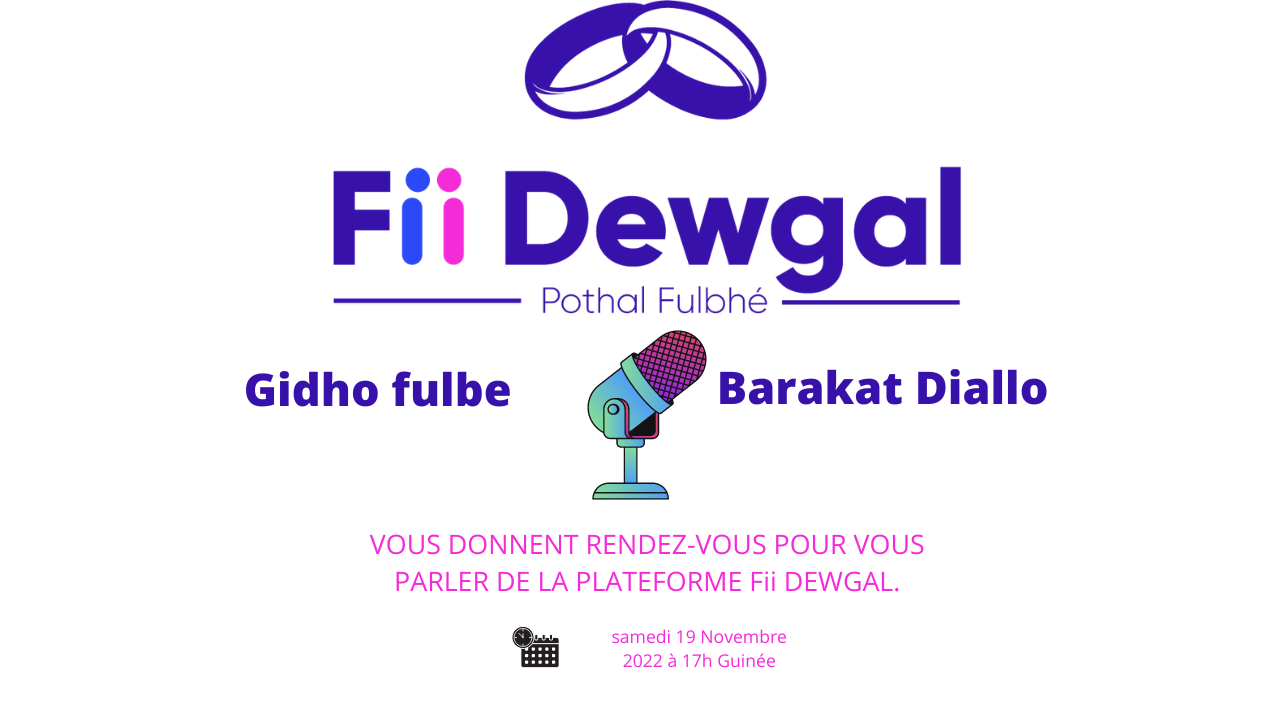 Fii Dewgal
Pothal Fulbhé
Gidho fulbe
Barakat Diallo
VOUS DONNENT RENDEZ-VOUS POUR VOUS
PARLER DE LA PLATEFORME Fii DEWGAL.
samedi 19 Novembre
2022 à 17h Guinée